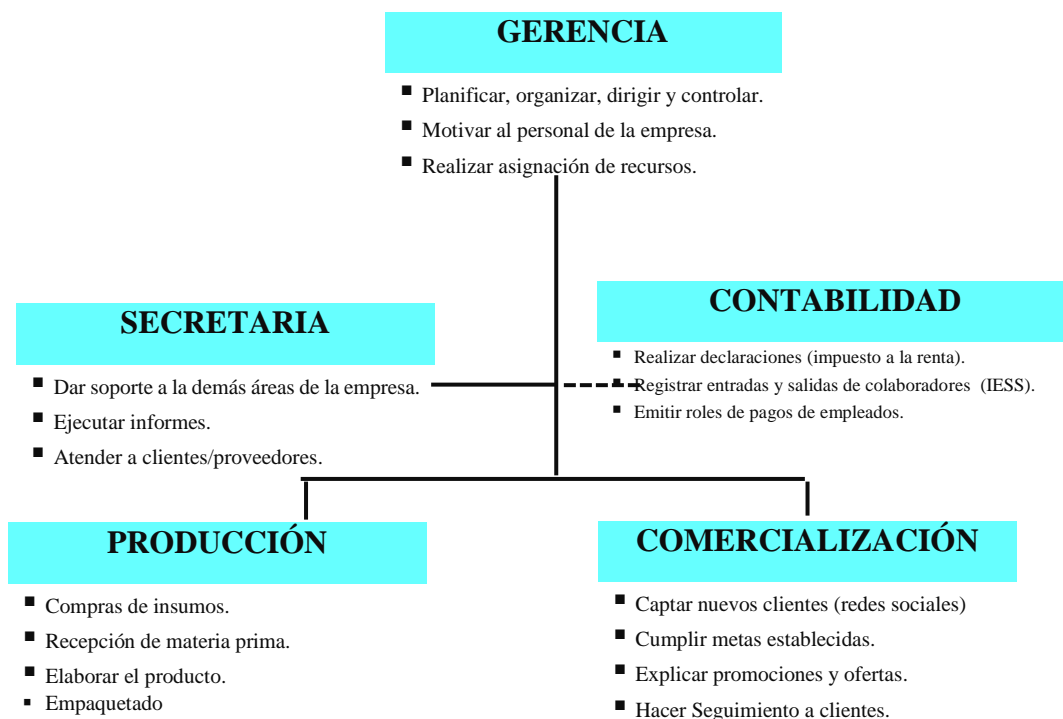 GERENCIA
▪ Planificar, organizar, dirigir y controlar.
▪ Motivar al personal de la empresa.
▪ Realizar asignación de recursos.
SECRETARIA
▪ Dar soporte a la demás áreas de la empresa.
▪ Ejecutar informes.
▪ Atender a clientes/proveedores.
CONTABILIDAD
▪ Realizar declaraciones (impuesto a la renta).
▪ Registrar entradas y salidas de colaboradores (IESS).
▪ Emitir roles de pagos de empleados.
PRODUCCIÓN
▪ Compras de insumos.
▪ Recepción de materia prima.
▪ Elaborar el producto.
▪ Empaquetado
COMERCIALIZACIÓN
▪ Captar nuevos clientes (redes sociales)
▪ Cumplir metas establecidas.
▪ Explicar promociones y ofertas.
▪ Hacer Seguimiento a clientes.